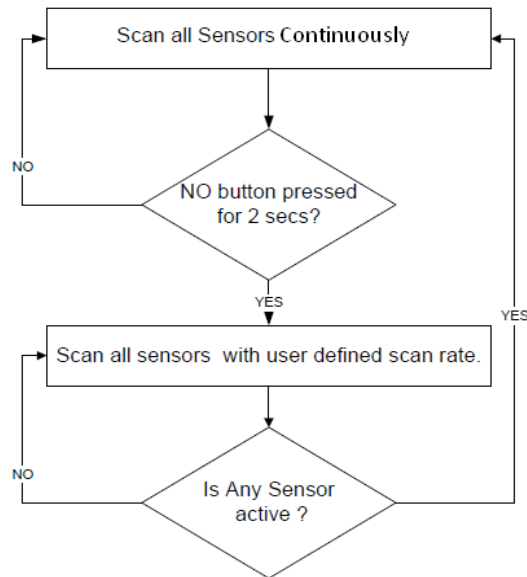 Scan all Sensors Continuously
NO
NO button pressed
for 2 secs?
YES
YES
Scan all sensors with user defined scan rate.
NO
Is Any Sensor
active ?